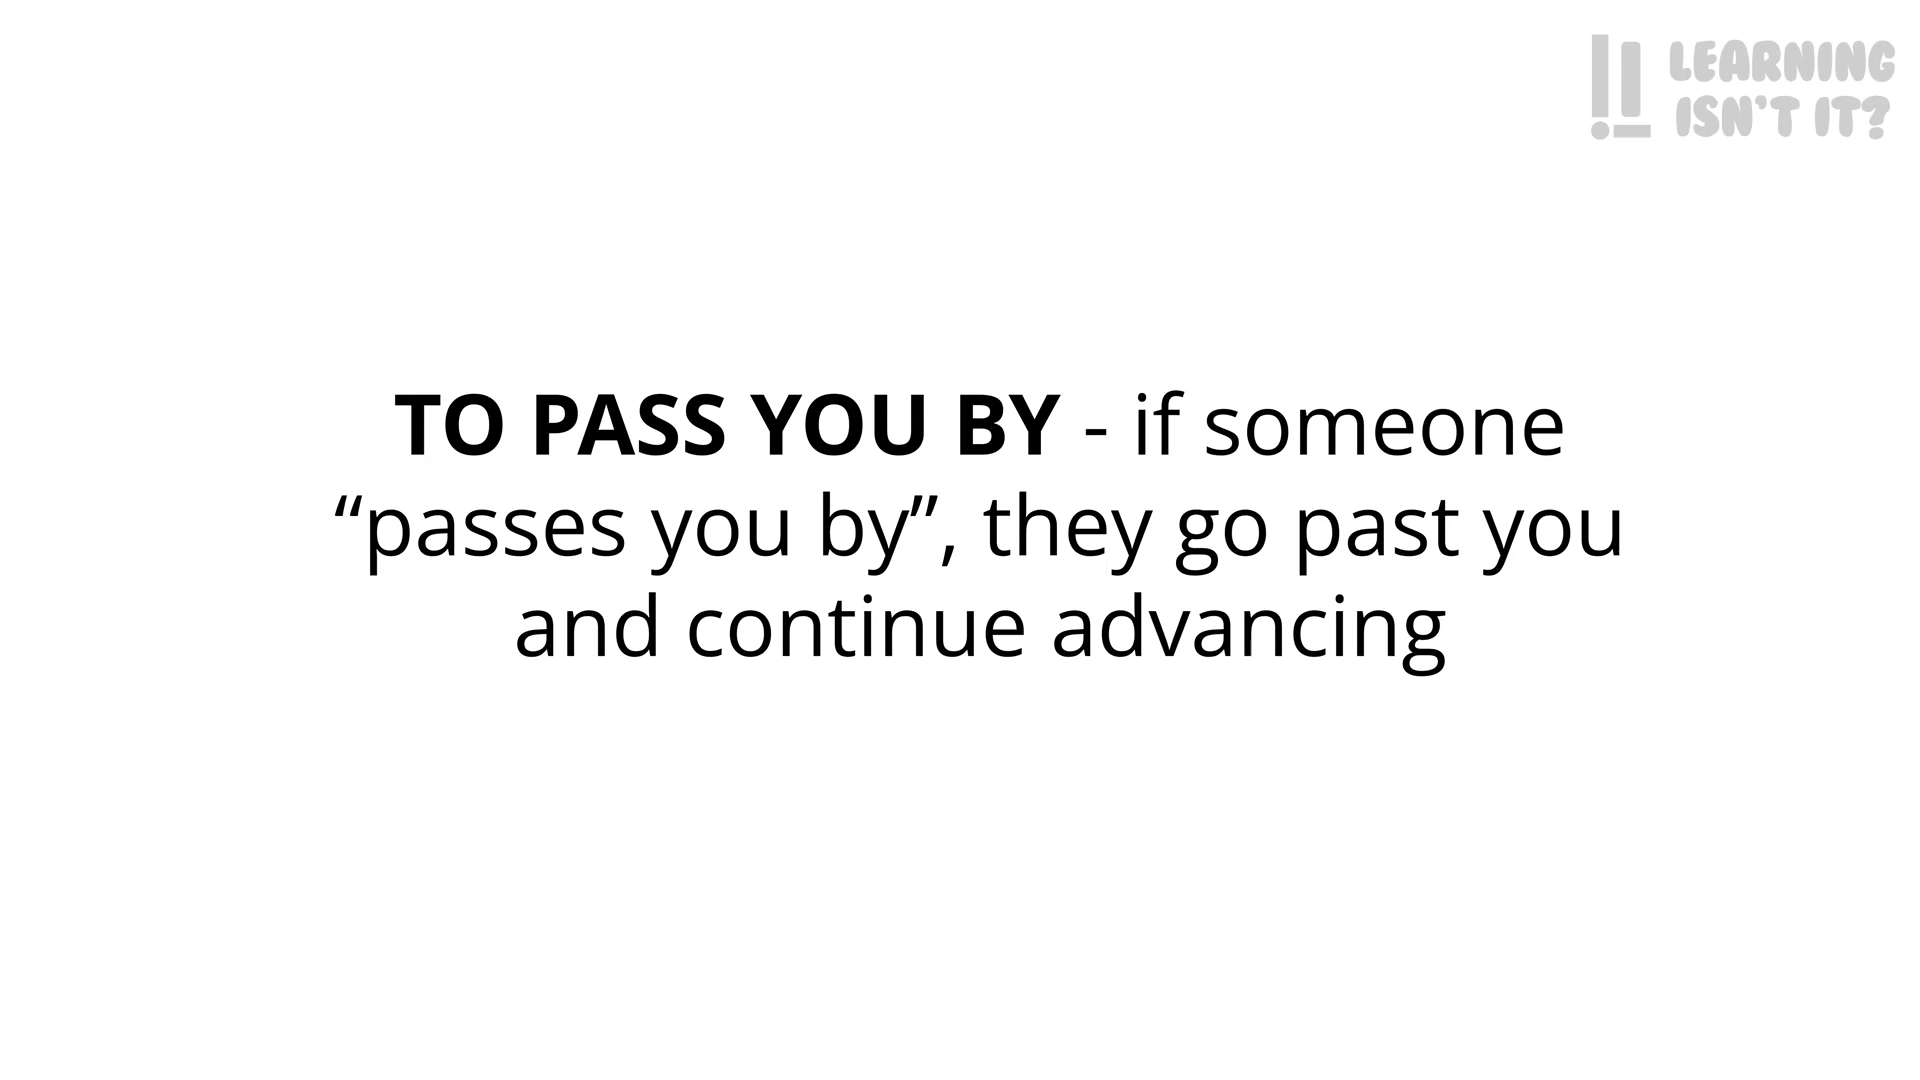 LEARNING
ISN'T IT?
TO PASS YOU BY - if someone
“passes you by”, they go past you
and continue advancing